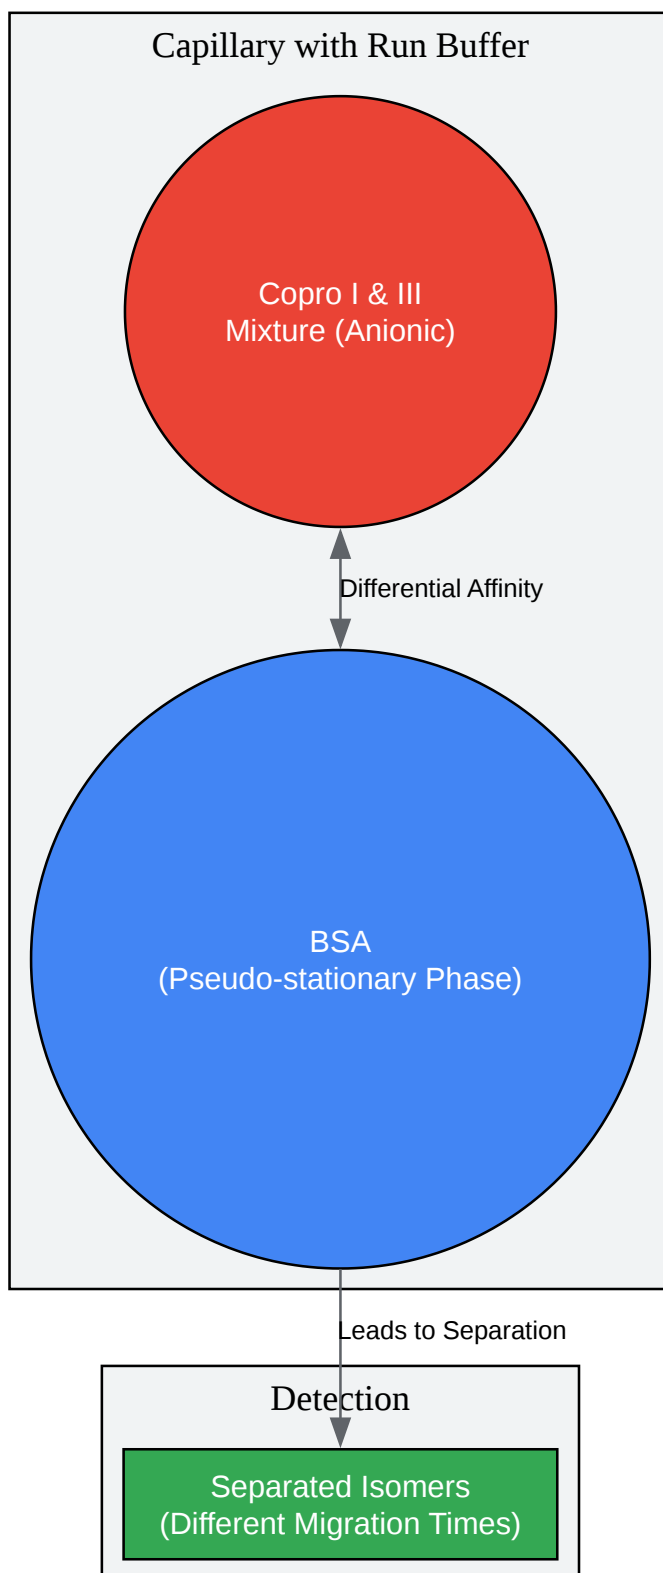 Capillary with Run Buffer
Copro I & III
Mixture (Anionic)
Differential Affinity
BSA
(Pseudo-stationary Phase)
Leads to Separation
Detection
Separated Isomers
(Different Migration Times)